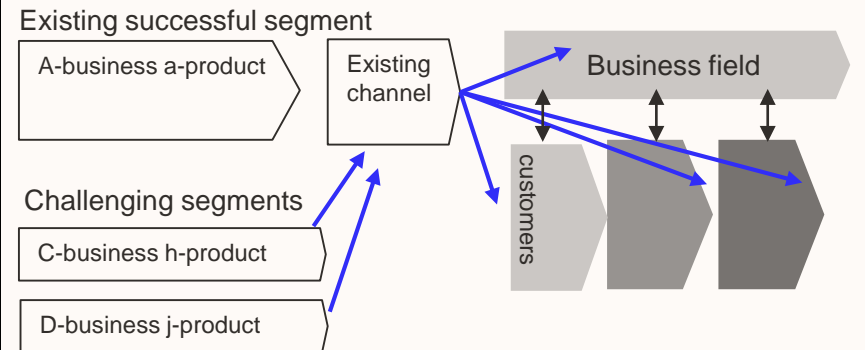 Existing successful segment
A-business a-product
Existing
channel
Business field
customers
Challenging segments
C-business h-product
D-business j-product